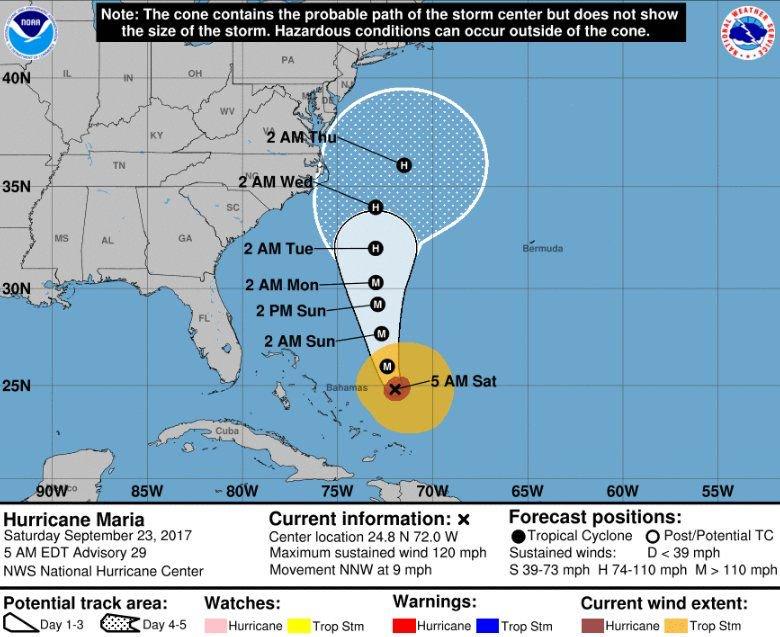 Note: The cone contains the probable path of the storm center but does not show
the size of the storm. Hazardous conditions can occur outside of the cone.
NOAA
NATIONAL WEATHER SERVICE
40N
IL
IN
OH
PA
NJ
MD
DE
WV
KY
VA
2 AM Thu
H
TN
35N
2 AM Wed
NC
H
SC
MS
AL
GA
2 AM Tue
H
Bermuda
2 AM Mon
M
30N
2 PM Sun
M
FL
2 AM Sun
M
M
25N
Bahamas
5 AM Sat
Cuba
90W
85W
80W
75W
70W
65W
60W
55W
Hurricane Maria
Saturday September 23, 2017
5 AM EDT Advisory 29
NWS National Hurricane Center
Current information: x
Center location 24.8 N 72.0 W
Maximum sustained wind 120 mph
Movement NNW at 9 mph
Forecast positions:
Tropical Cyclone Post/Potential TC
Sustained winds: D < 39 mph
S 39-73 mph H 74-110 mph M > 110 mph
Potential track area:
Day 1-3 Day 4-5
Watches:
Hurricane Trop Stm
Warnings:
Hurricane Trop Stm
Current wind extent:
Hurricane Trop Stm